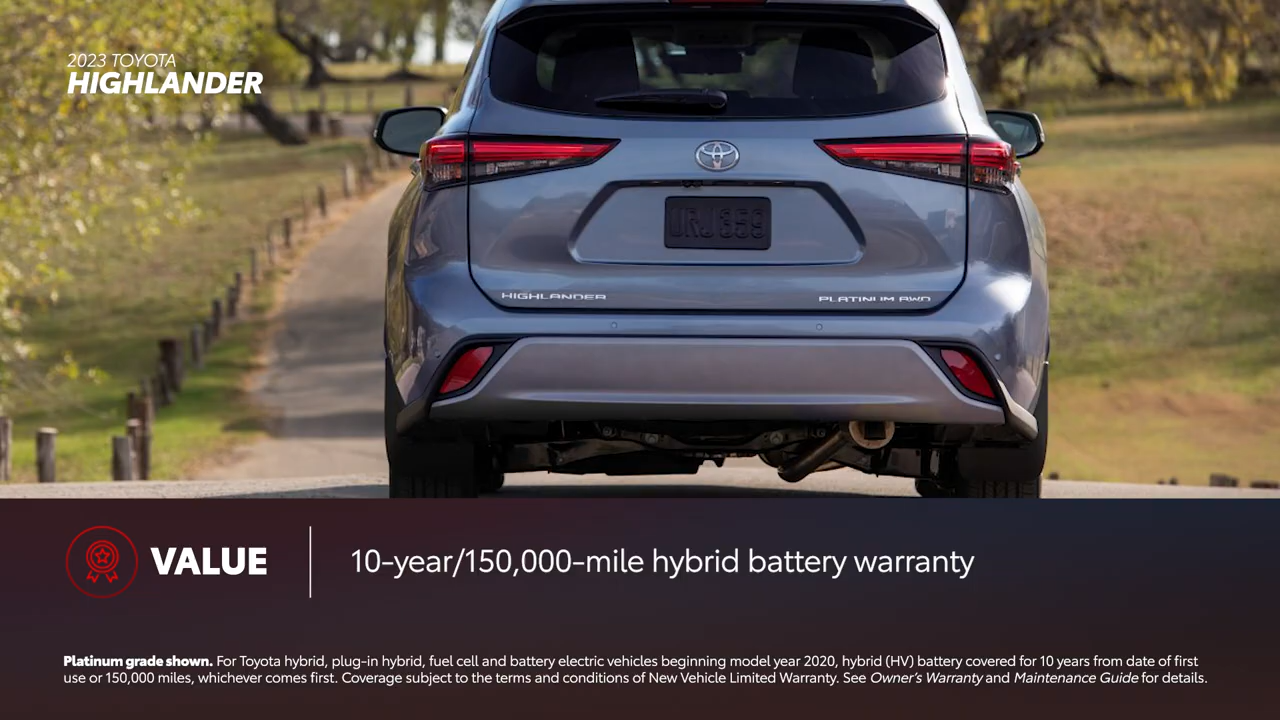 2023 TOYOTA
HIGHLANDER
HIGHLANDER
PLATINUM AWD
VALUE
10-year/150,000-mile hybrid battery warranty
Platinum grade shown. For Toyota hybrid, plug-in hybrid, fuel cell and battery electric vehicles beginning model year 2020, hybrid (HV) battery covered for 10 years from date of first
use or 150,000 miles, whichever comes first. Coverage subject to the terms and conditions of New Vehicle Limited Warranty. See Owner's Warranty and Maintenance Guide for details.